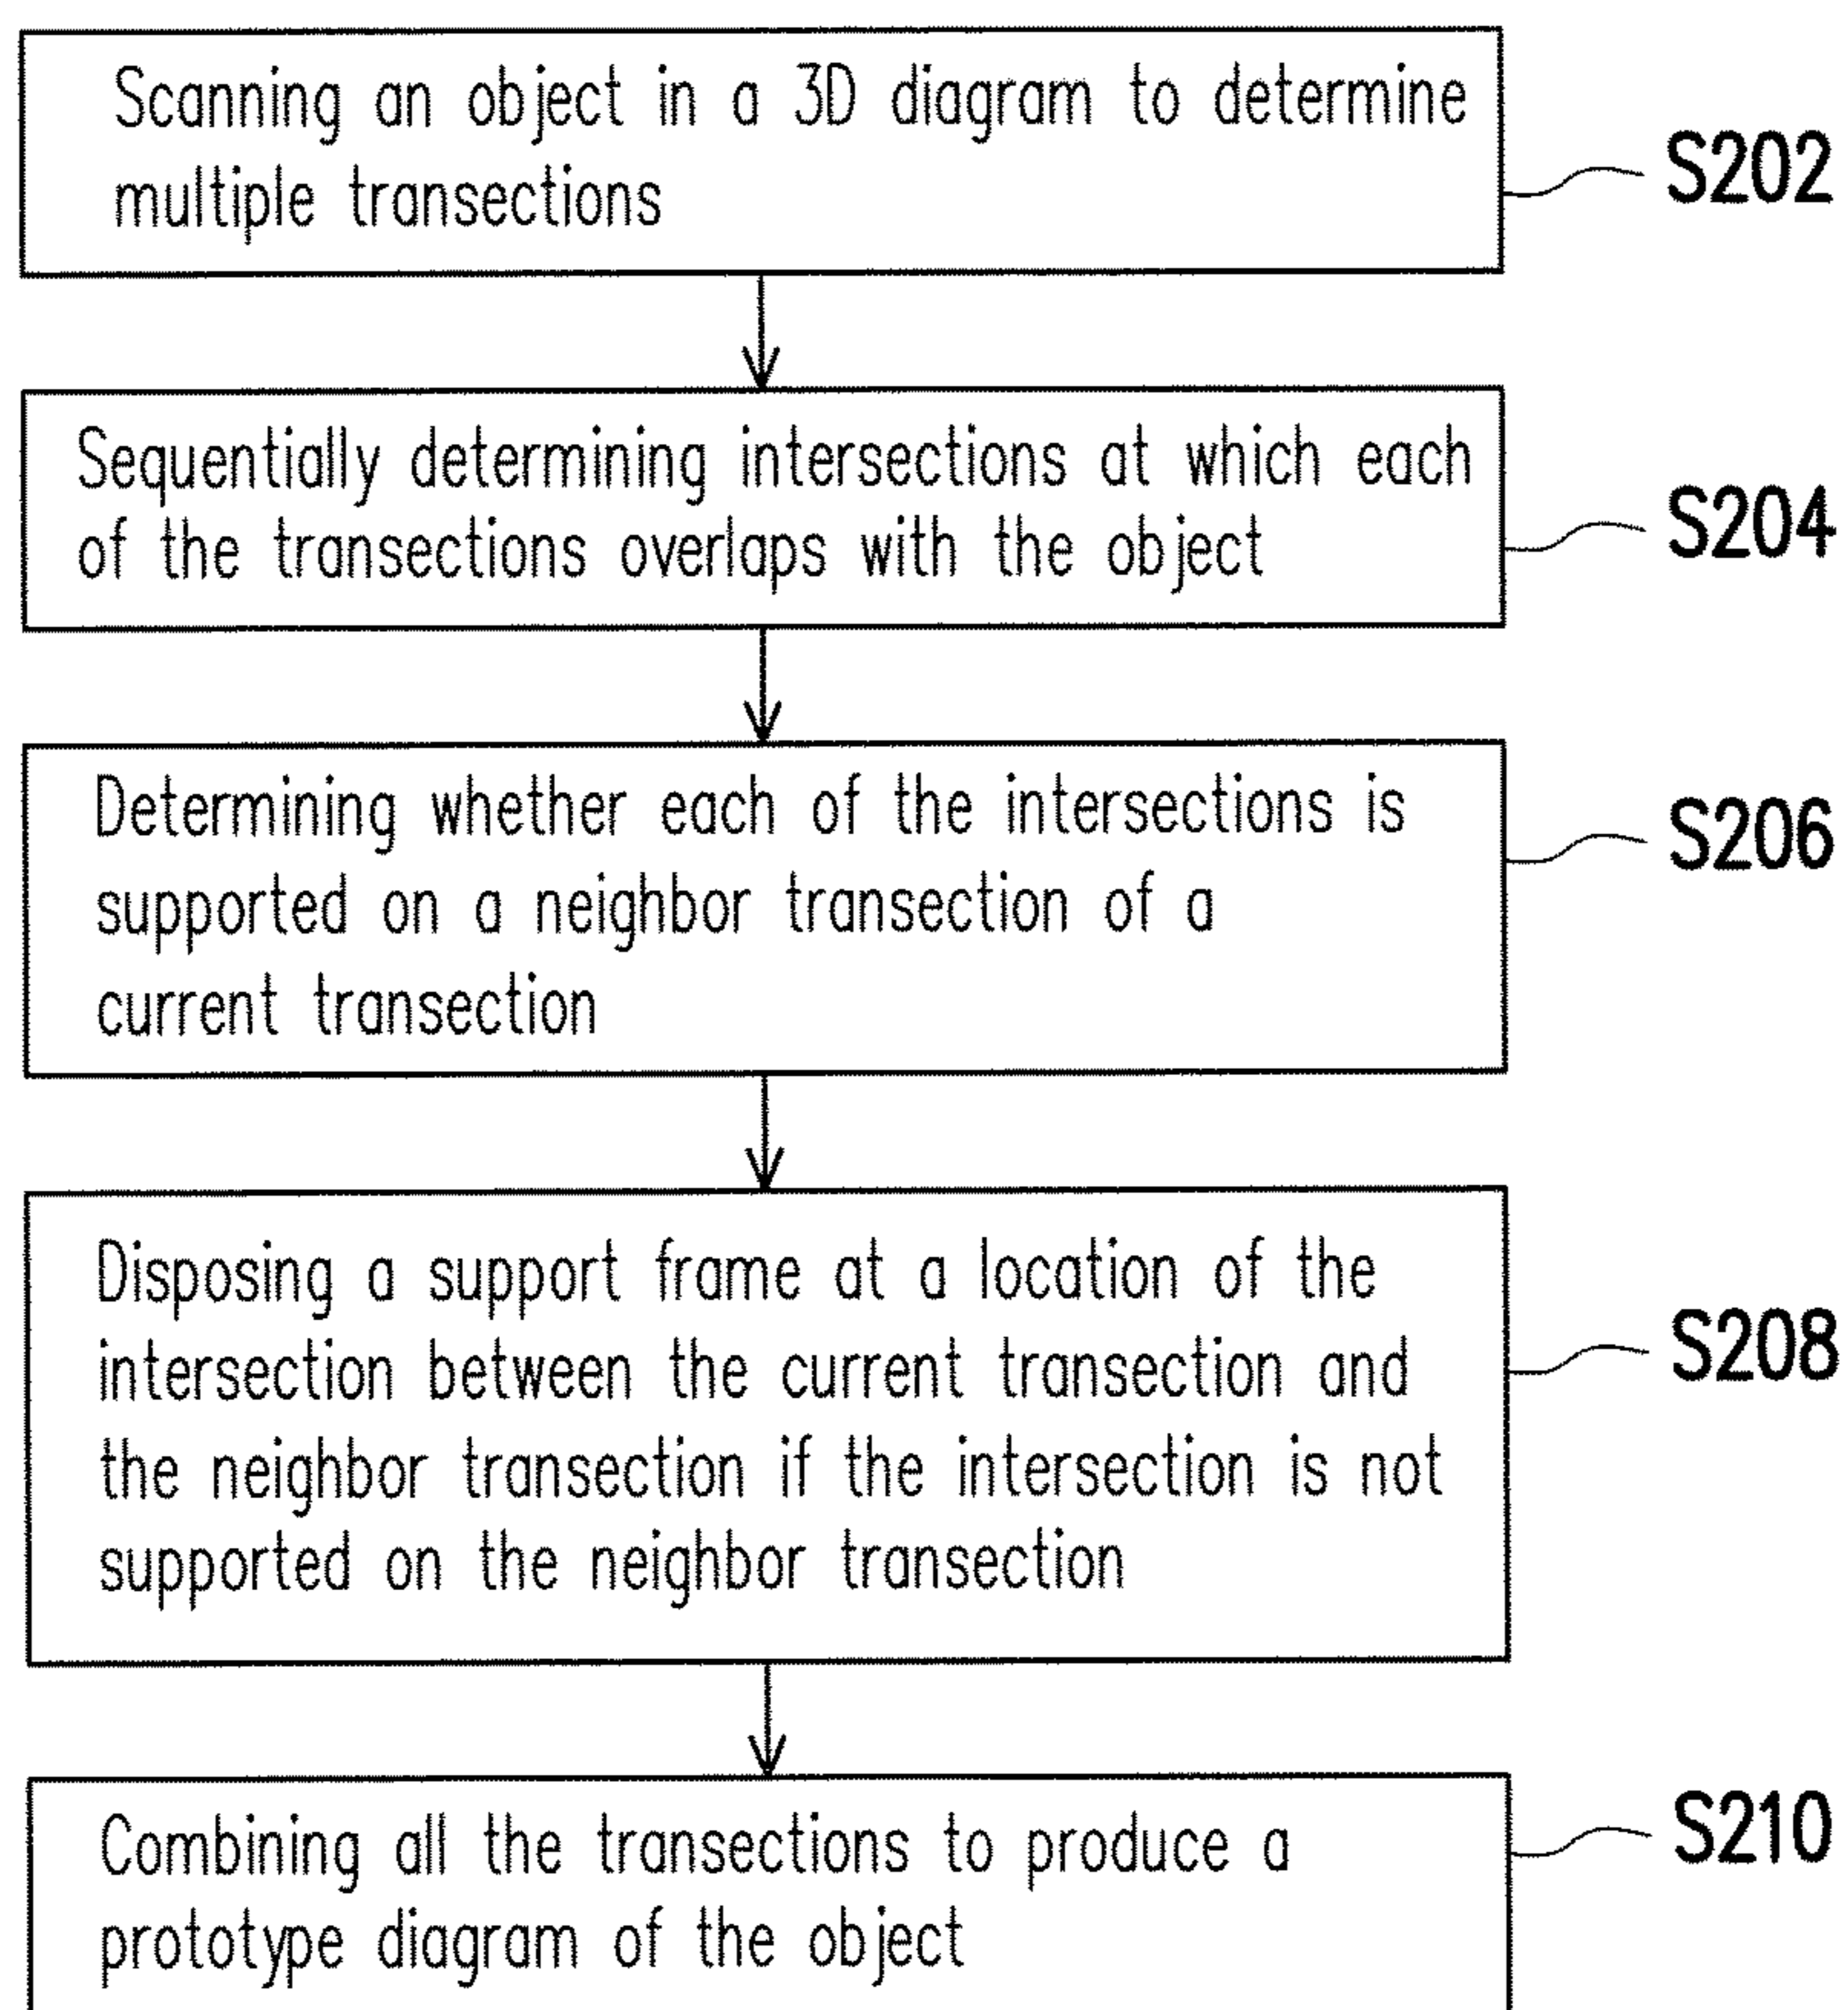 Scanning an object in a 3D diagram to determine
multiple transections
S202
Sequentially determining intersections at which each
of the transections overlaps with the object
S204
Determining whether each of the intersections is
supported on a neighbor transection of a
current transection
S206
Disposing a support frame at a location of the
intersection between the current transection and
the neighbor transection if the intersection is not
supported on the neighbor transection
S208
Combining all the transections to produce a
prototype diagram of the object
S210